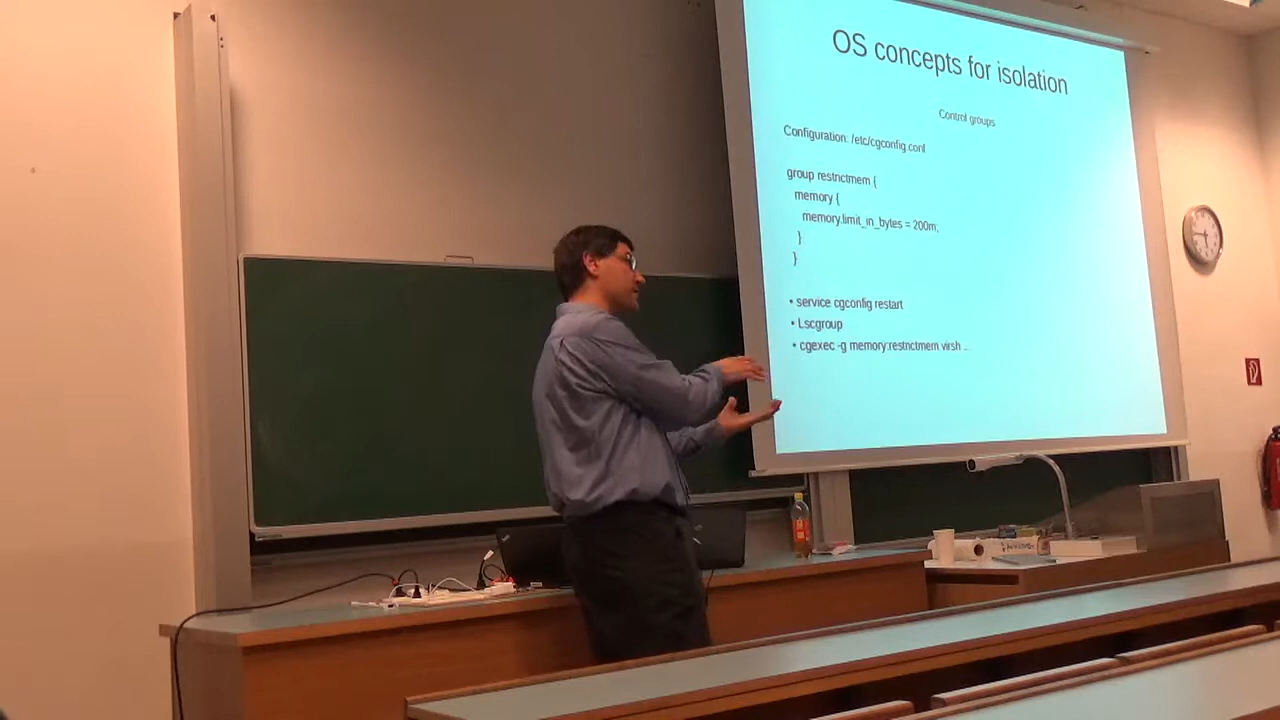 OS concepts for isolation
Control groups
Configuration: /etc/cgconfig.conf
group restrictmem {
memory {
memory.limit_in_bytes = 200m;
}
}
• service cgconfig restart
• Lscgroup
• cgexec -g memory:restrictmem virsh ...